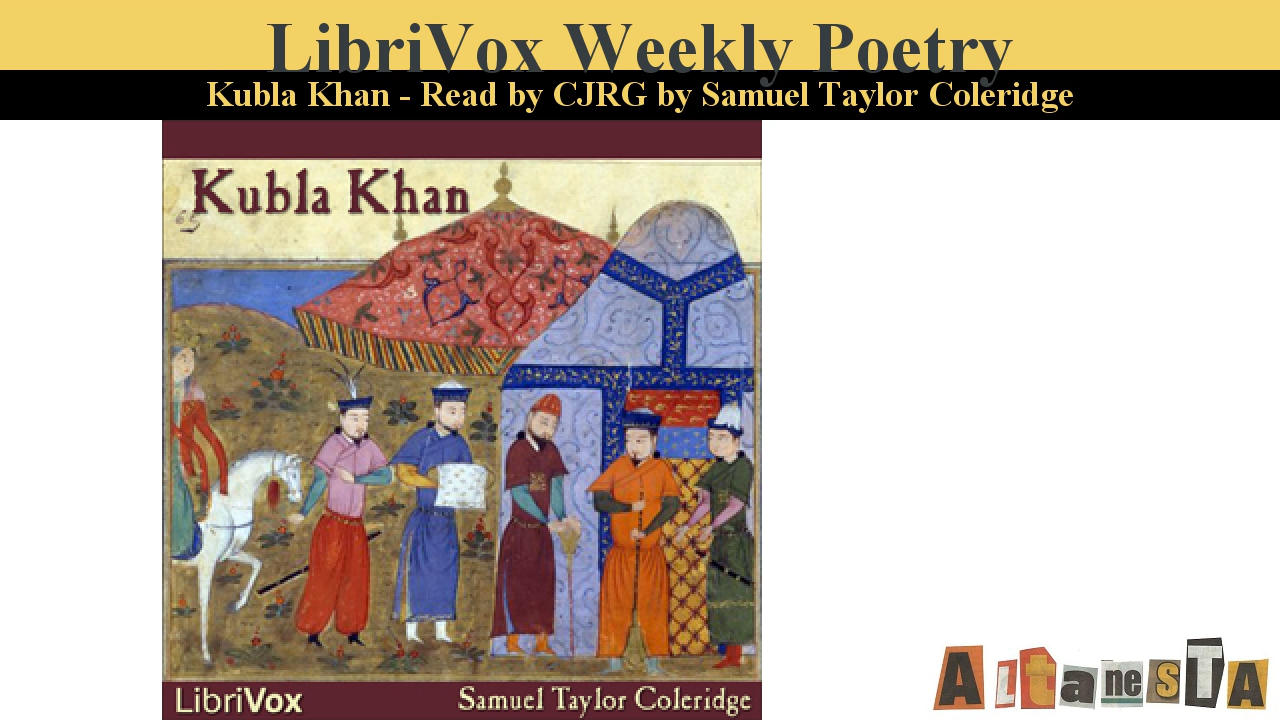 LibriVox Weekly Poetry
Kubla Khan - Read by CJRG by Samuel Taylor Coleridge
Kubla Khan
65
LibriVox
Samuel Taylor Coleridge
AltanesTA